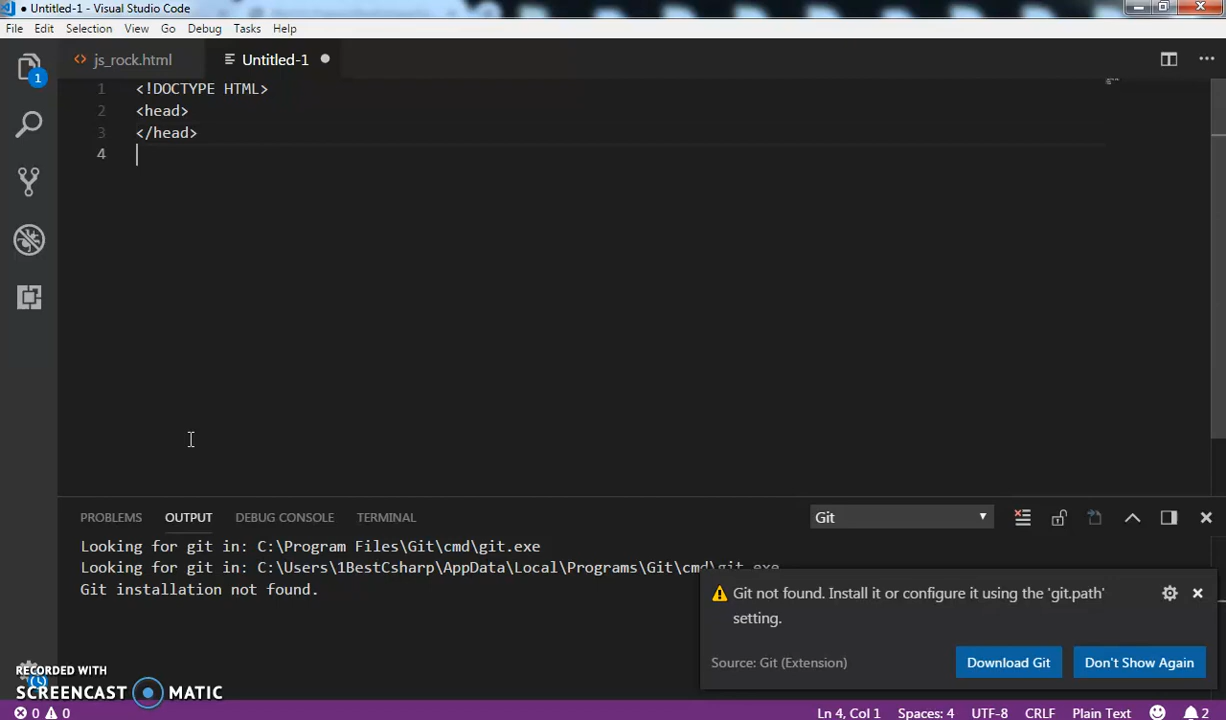 ● Untitled-1 - Visual Studio Code
File Edit Selection View Go Debug Tasks Help
1
<> js_rock.html
Untitled-1 ●
1 <!DOCTYPE HTML>
2 <head>
3 </head>
4
PROBLEMS OUTPUT DEBUG CONSOLE TERMINAL
Git
Looking for git in: C:\Program Files\Git\cmd\git.exe
Looking for git in: C:\Users\1BestCsharp\AppData\Local\Programs\Git\cmd\git.exe
Git installation not found.
Git not found. Install it or configure it using the 'git.path'
setting.
Source: Git (Extension)
Download Git
Don't Show Again
RECORDED WITH
SCREENCAST MATIC
0 0
Ln 4, Col 1 Spaces: 4 UTF-8 CRLF Plain Text 2